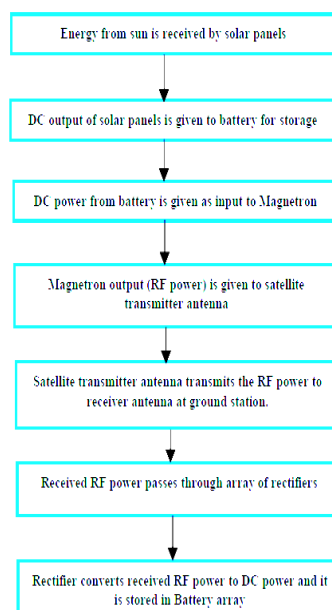 Energy from sun is received by solar panels
DC output of solar panels is given to battery for storage
DC power from battery is given as input to Magnetron
Magnetron output (RF power) is given to satellite
transmitter antenna
Satellite transmitter antenna transmits the RF power to
receiver antenna at ground station.
Received RF power passes through array of rectifiers
Rectifier converts received RF power to DC power and it
is stored in Battery array